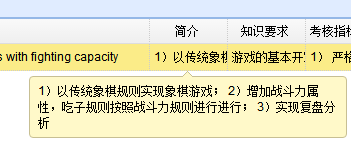 简介 知识要求 考核指标
s with fighting capacity 1）以传统象棋 游戏的基本开发 1） 严格
1）以传统象棋规则实现象棋游戏； 2）增加战斗力属
性，吃子规则按照战斗力规则进行进行； 3）实现复盘分
析